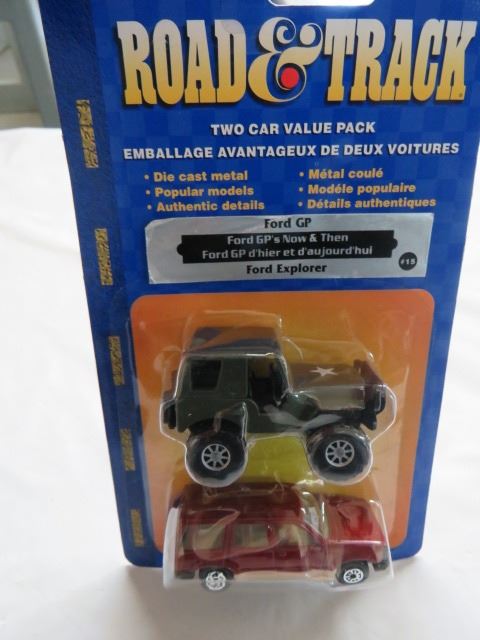 ROAD & TRACK
TWO CAR VALUE PACK
EMBALLAGE AVANTAGEUX DE DEUX VOITURES
• Die cast metal
• Popular models
• Authentic details
• Métal coulé
• Modéle populaire
• Détails authentiques
Ford GP
Ford GP's Now & Then
Ford GP d'hier et d'aujourd'hui
Ford Explorer
#15